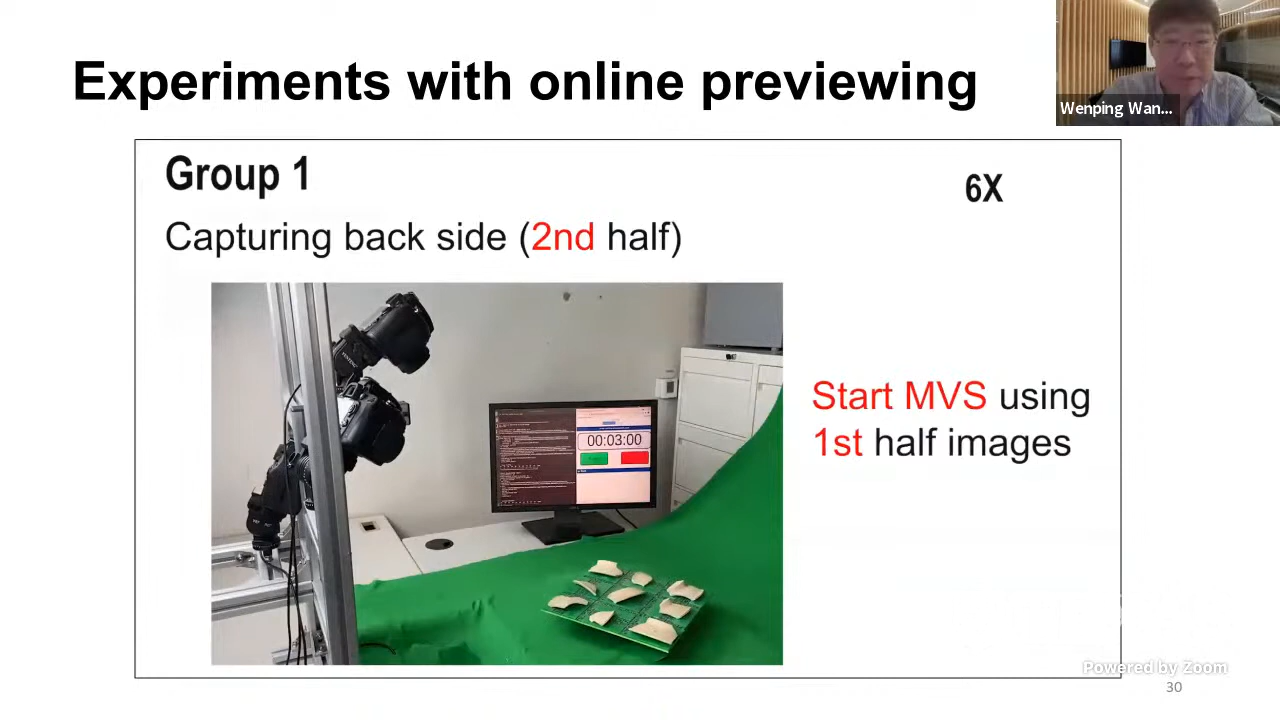 Experiments with online previewing
Wenping Wan...
Group 1
6X
Capturing back side (2nd half)
Start MVS using
1st half images
00:03:00
Powered by Zoom
30